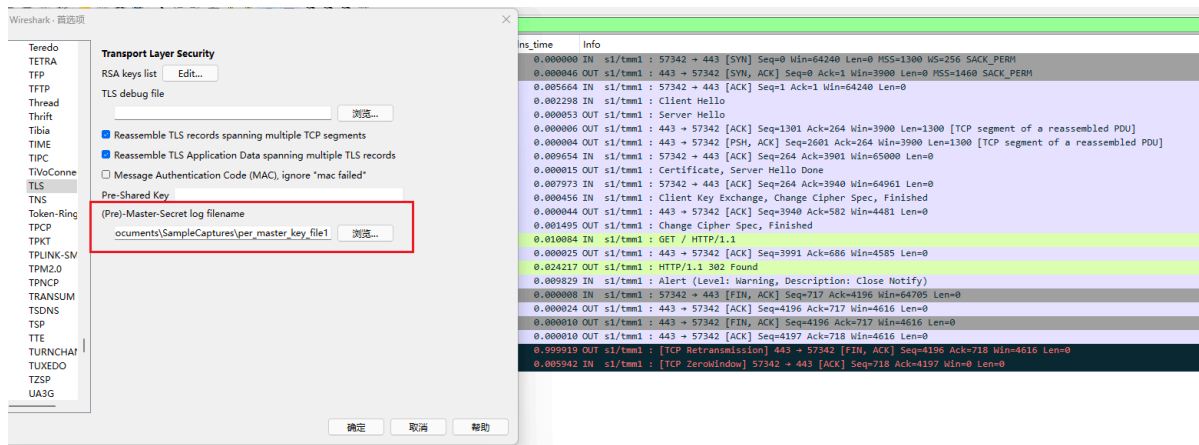 Wireshark · 首选项
Teredo
TETRA
TFP
TFTP
Thread
Thrift
Tibia
TIME
TIPC
TiVoConne
TLS
TNS
Token-Ring
TPCP
TPKT
TPLINK-SM
TPM2.0
TPNCP
TRANSUM
TSDNS
TSP
TTE
TURNCHAN
TUXEDO
TZSP
UA3G
Transport Layer Security
RSA keys list Edit...
TLS debug file
浏览...
Reassemble TLS records spanning multiple TCP segments
Reassemble TLS Application Data spanning multiple TLS records
Message Authentication Code (MAC), ignore "mac failed"
Pre-Shared Key
(Pre)-Master-Secret log filename
ocuments\SampleCaptures\per_master_key_file1 浏览...
确定 取消 帮助
ns_time Info
0.000000 IN s1/tmm1 : 57342 → 443 [SYN] Seq=0 Win=64240 Len=0 MSS=1300 WS=256 SACK_PERM
0.000046 OUT s1/tmm1 : 443 → 57342 [SYN, ACK] Seq=0 Ack=1 Win=3900 Len=0 MSS=1460 SACK_PERM
0.005664 IN s1/tmm1 : 57342 → 443 [ACK] Seq=1 Ack=1 Win=64240 Len=0
0.002298 IN s1/tmm1 : Client Hello
0.000053 OUT s1/tmm1 : Server Hello
0.000006 OUT s1/tmm1 : 443 → 57342 [ACK] Seq=1301 Ack=264 Win=3900 Len=1300 [TCP segment of a reassembled PDU]
0.000004 OUT s1/tmm1 : 443 → 57342 [PSH, ACK] Seq=2601 Ack=264 Win=3900 Len=1300 [TCP segment of a reassembled PDU]
0.009654 IN s1/tmm1 : 57342 → 443 [ACK] Seq=264 Ack=3901 Win=65000 Len=0
0.000015 OUT s1/tmm1 : Certificate, Server Hello Done
0.007973 IN s1/tmm1 : 57342 → 443 [ACK] Seq=264 Ack=3940 Win=64961 Len=0
0.000456 IN s1/tmm1 : Client Key Exchange, Change Cipher Spec, Finished
0.000044 OUT s1/tmm1 : 443 → 57342 [ACK] Seq=3940 Ack=582 Win=4481 Len=0
0.001495 OUT s1/tmm1 : Change Cipher Spec, Finished
0.010084 IN s1/tmm1 : GET / HTTP/1.1
0.000025 OUT s1/tmm1 : 443 → 57342 [ACK] Seq=3991 Ack=686 Win=4585 Len=0
0.024217 OUT s1/tmm1 : HTTP/1.1 302 Found
0.009829 IN s1/tmm1 : Alert (Level: Warning, Description: Close Notify)
0.000008 IN s1/tmm1 : 57342 → 443 [FIN, ACK] Seq=717 Ack=4196 Win=64705 Len=0
0.000024 OUT s1/tmm1 : 443 → 57342 [ACK] Seq=4196 Ack=717 Win=4616 Len=0
0.000010 OUT s1/tmm1 : 443 → 57342 [FIN, ACK] Seq=4196 Ack=717 Win=4616 Len=0
0.000010 OUT s1/tmm1 : 443 → 57342 [ACK] Seq=4197 Ack=718 Win=4616 Len=0
0.999919 OUT s1/tmm1 : [TCP Retransmission] 443 → 57342 [FIN, ACK] Seq=4196 Ack=718 Win=4616 Len=0
0.005942 IN s1/tmm1 : [TCP ZeroWindow] 57342 → 443 [ACK] Seq=718 Ack=4197 Win=0 Len=0